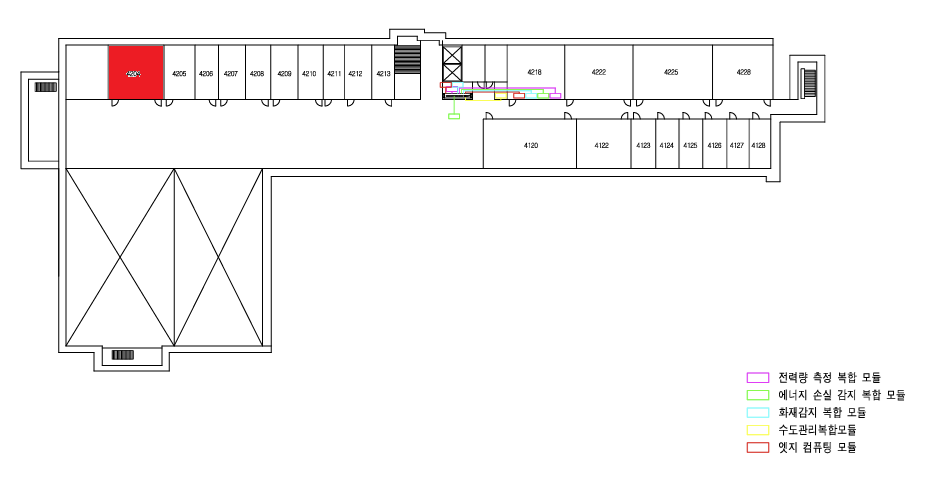 4204 4205 4206 4207 4208 4209 4210 4211 4212 4213 4218 4222 4225 4228
4120 4122 4123 4124 4125 4126 4127 4128
전력량 측정 복합 모듈
에너지 손실 감지 복합 모듈
화재감지 복합 모듈
수도관리복합모듈
엣지 컴퓨팅 모듈